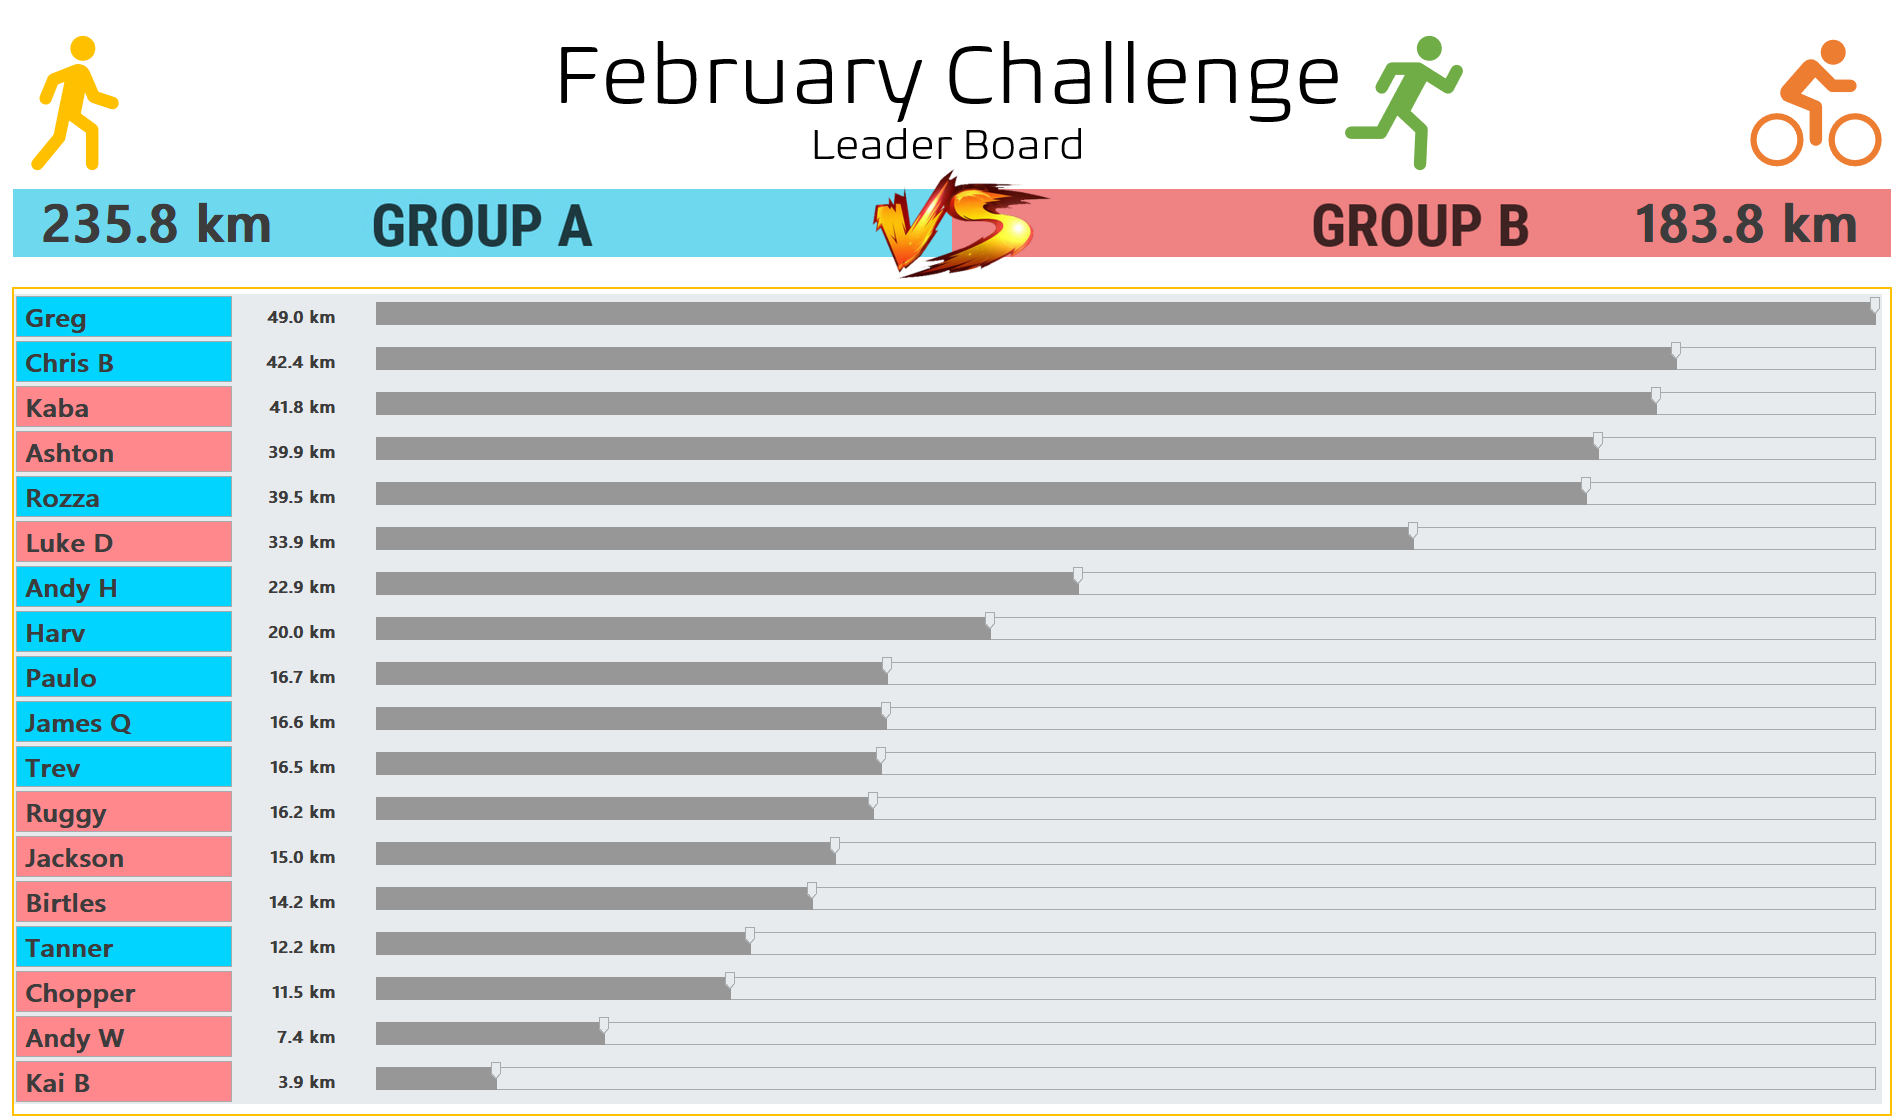 February Challenge
Leader Board
235.8 km GROUP A VS GROUP B 183.8 km
Greg 49.0 km
Chris B 42.4 km
Kaba 41.8 km
Ashton 39.9 km
Rozza 39.5 km
Luke D 33.9 km
Andy H 22.9 km
Harv 20.0 km
Paulo 16.7 km
James Q 16.6 km
Trev 16.5 km
Ruggy 16.2 km
Jackson 15.0 km
Birtles 14.2 km
Tanner 12.2 km
Chopper 11.5 km
Andy W 7.4 km
Kai B 3.9 km